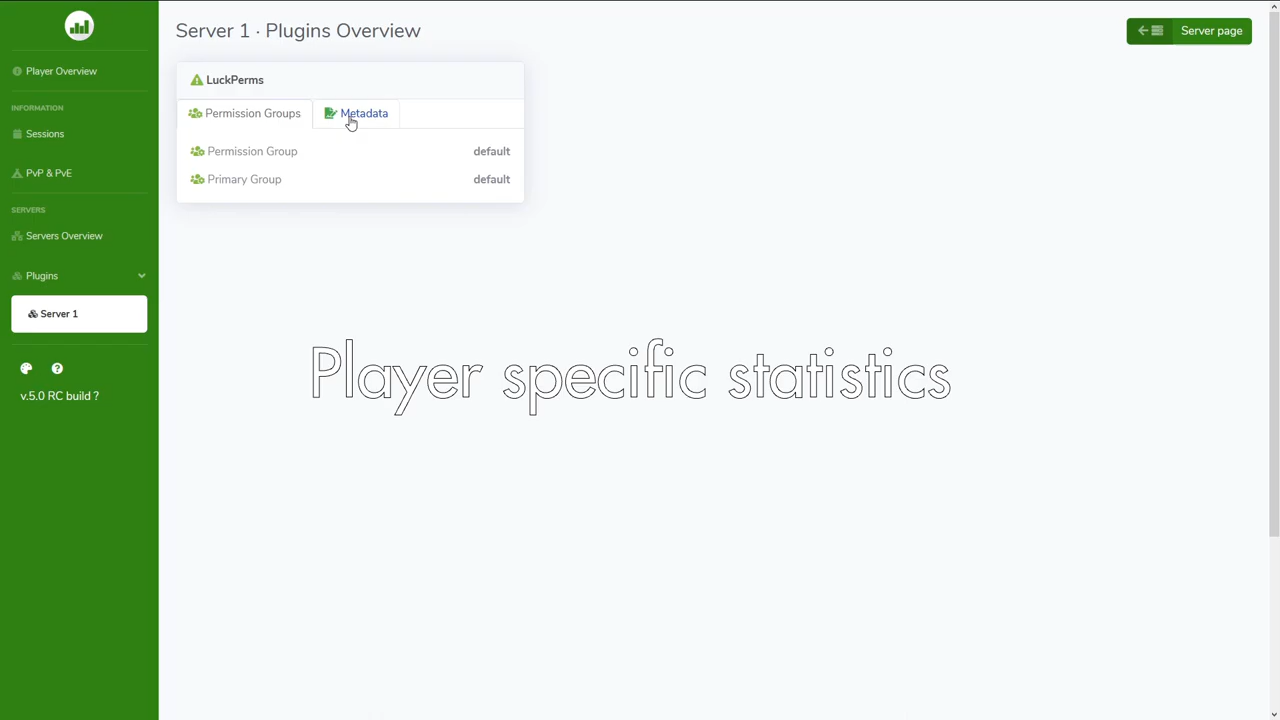 Server 1 · Plugins Overview
Server page
Player Overview
INFORMATION
Sessions
PvP & PvE
SERVERS
Servers Overview
Plugins
Server 1
v.5.0 RC build ?
LuckPerms
Permission Groups
Metadata
Permission Group default
Primary Group default
Player specific statistics